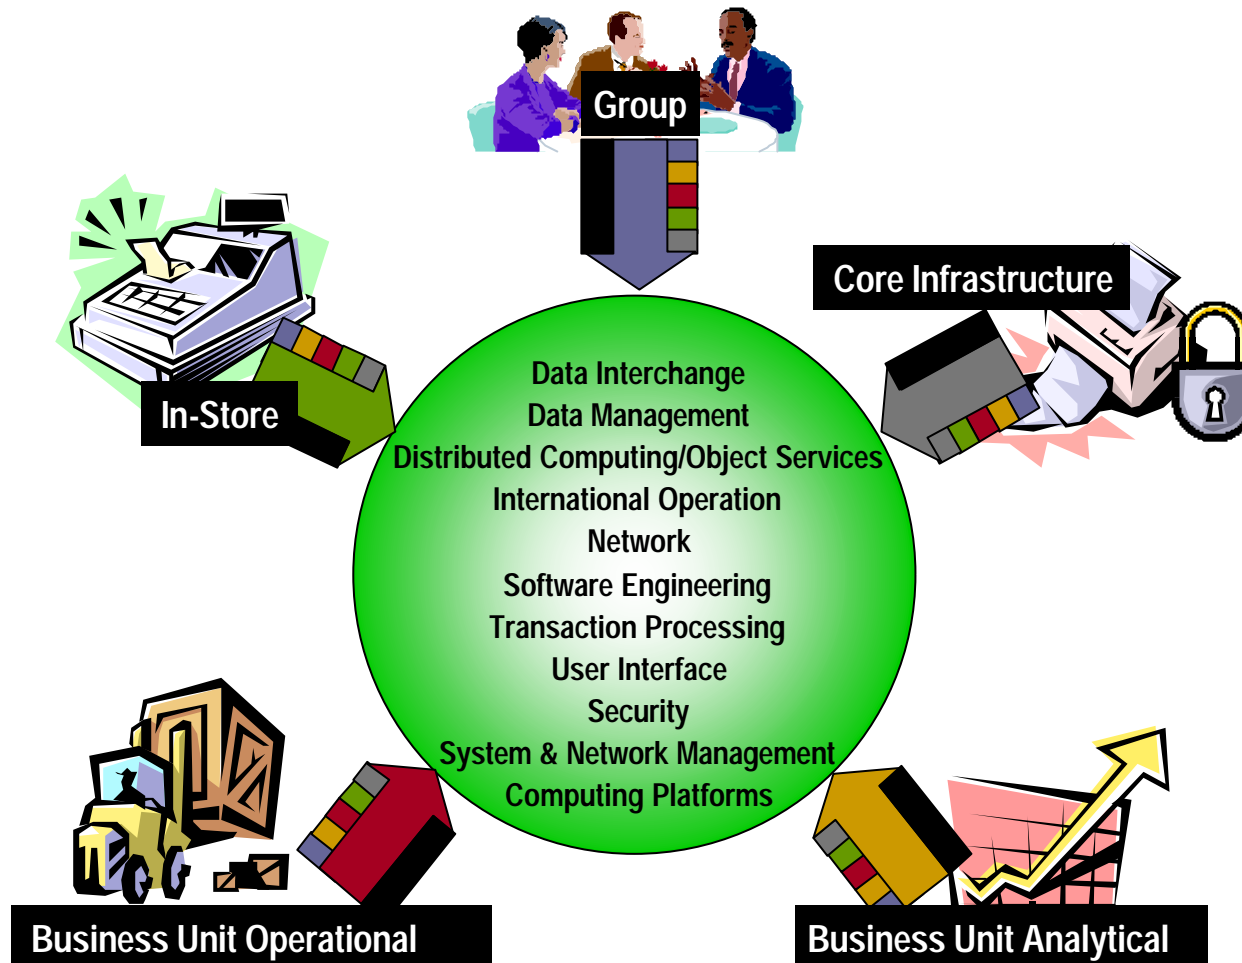 Group
Core Infrastructure
In-Store
Data Interchange
Data Management
Distributed Computing/Object Services
International Operation
Network
Software Engineering
Transaction Processing
User Interface
Security
System & Network Management
Computing Platforms
Business Unit Operational
Business Unit Analytical